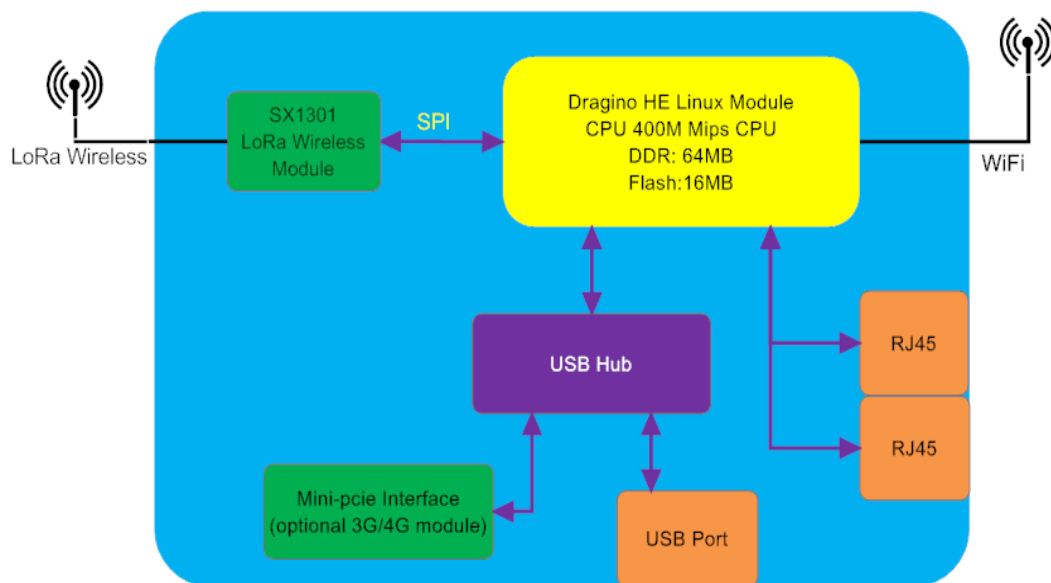 SX1301
LoRa Wireless
Module
SPI
Dragino HE Linux Module
CPU 400M Mips CPU
DDR: 64MB
Flash:16MB
LoRa Wireless
WiFi
USB Hub
RJ45
RJ45
Mini-pcie Interface
(optional 3G/4G module)
USB Port